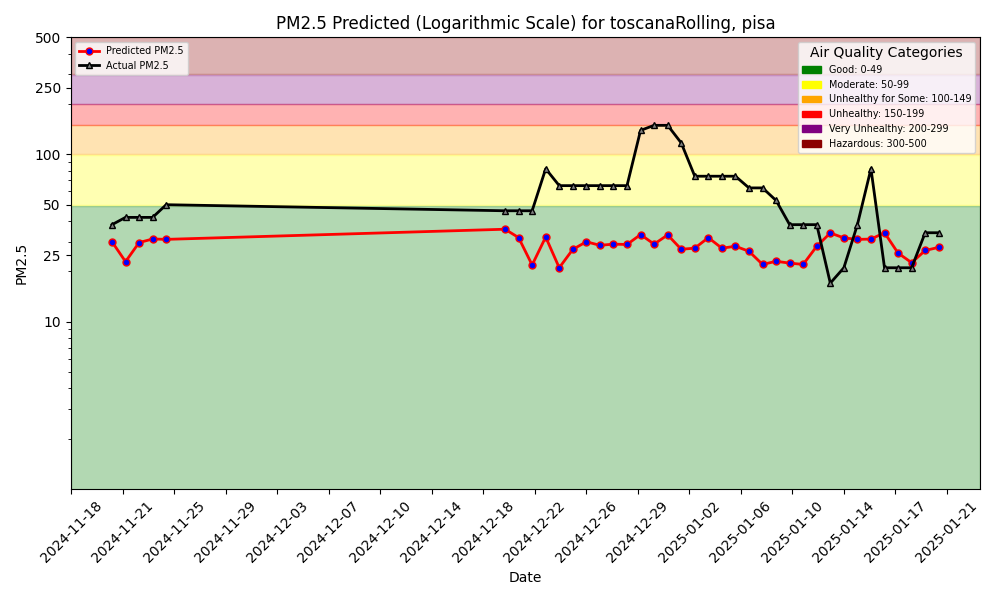 PM2.5 Predicted (Logarithmic Scale) for toscanaRolling, pisa
Predicted PM2.5
Actual PM2.5
Air Quality Categories
Good: 0-49
Moderate: 50-99
Unhealthy for Some: 100-149
Unhealthy: 150-199
Very Unhealthy: 200-299
Hazardous: 300-500
500
250
100
50
25
10
PM2.5
2024-11-18
2024-11-21
2024-11-25
2024-11-29
2024-12-03
2024-12-07
2024-12-10
2024-12-14
2024-12-18
2024-12-22
2024-12-26
2024-12-29
2025-01-02
2025-01-06
2025-01-10
2025-01-14
2025-01-17
2025-01-21
Date